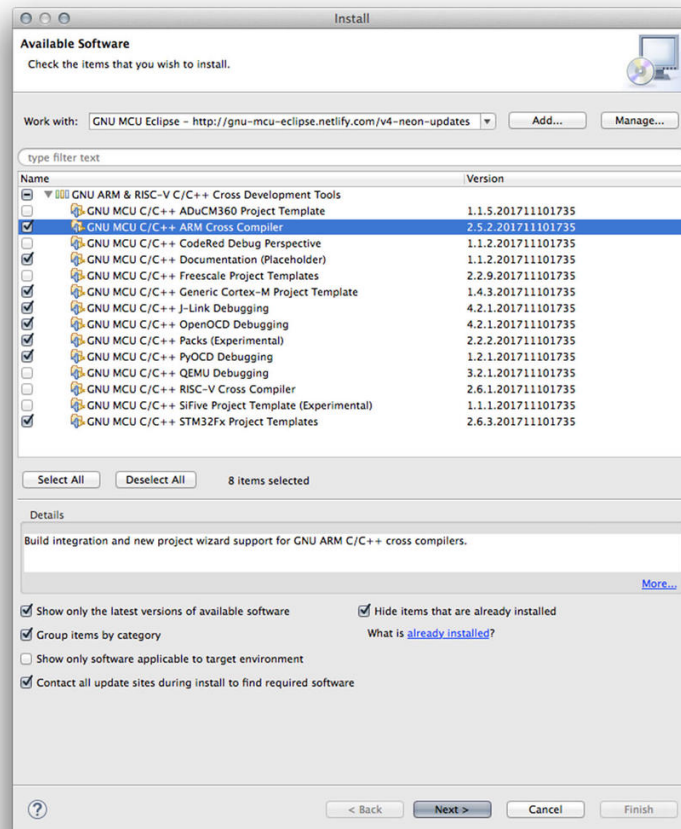 Install
Available Software
Check the items that you wish to install.
Work with: GNU MCU Eclipse – http://gnu-mcu-eclipse.netlify.com/v4-neon-updates Add... Manage...
type filter text
Name Version
GNU ARM & RISC-V C/C++ Cross Development Tools
GNU MCU C/C++ ADuCM360 Project Template 1.1.5.201711101735
GNU MCU C/C++ ARM Cross Compiler 2.5.2.201711101735
GNU MCU C/C++ CodeRed Debug Perspective 1.1.2.201711101735
GNU MCU C/C++ Documentation (Placeholder) 1.1.2.201711101735
GNU MCU C/C++ Freescale Project Templates 2.2.9.201711101735
GNU MCU C/C++ Generic Cortex-M Project Template 1.4.3.201711101735
GNU MCU C/C++ J-Link Debugging 4.2.1.201711101735
GNU MCU C/C++ OpenOCD Debugging 4.2.1.201711101735
GNU MCU C/C++ Packs (Experimental) 2.2.2.201711101735
GNU MCU C/C++ PyOCD Debugging 1.2.1.201711101735
GNU MCU C/C++ QEMU Debugging 3.2.1.201711101735
GNU MCU C/C++ RISC-V Cross Compiler 2.6.1.201711101735
GNU MCU C/C++ SiFive Project Template (Experimental) 1.1.1.201711101735
GNU MCU C/C++ STM32Fx Project Templates 2.6.3.201711101735
Select All Deselect All 8 items selected
Details
Build integration and new project wizard support for GNU ARM C/C++ cross compilers.
More...
Show only the latest versions of available software Hide items that are already installed
Group items by category What is already installed?
Show only software applicable to target environment
Contact all update sites during install to find required software
? < Back Next > Cancel Finish